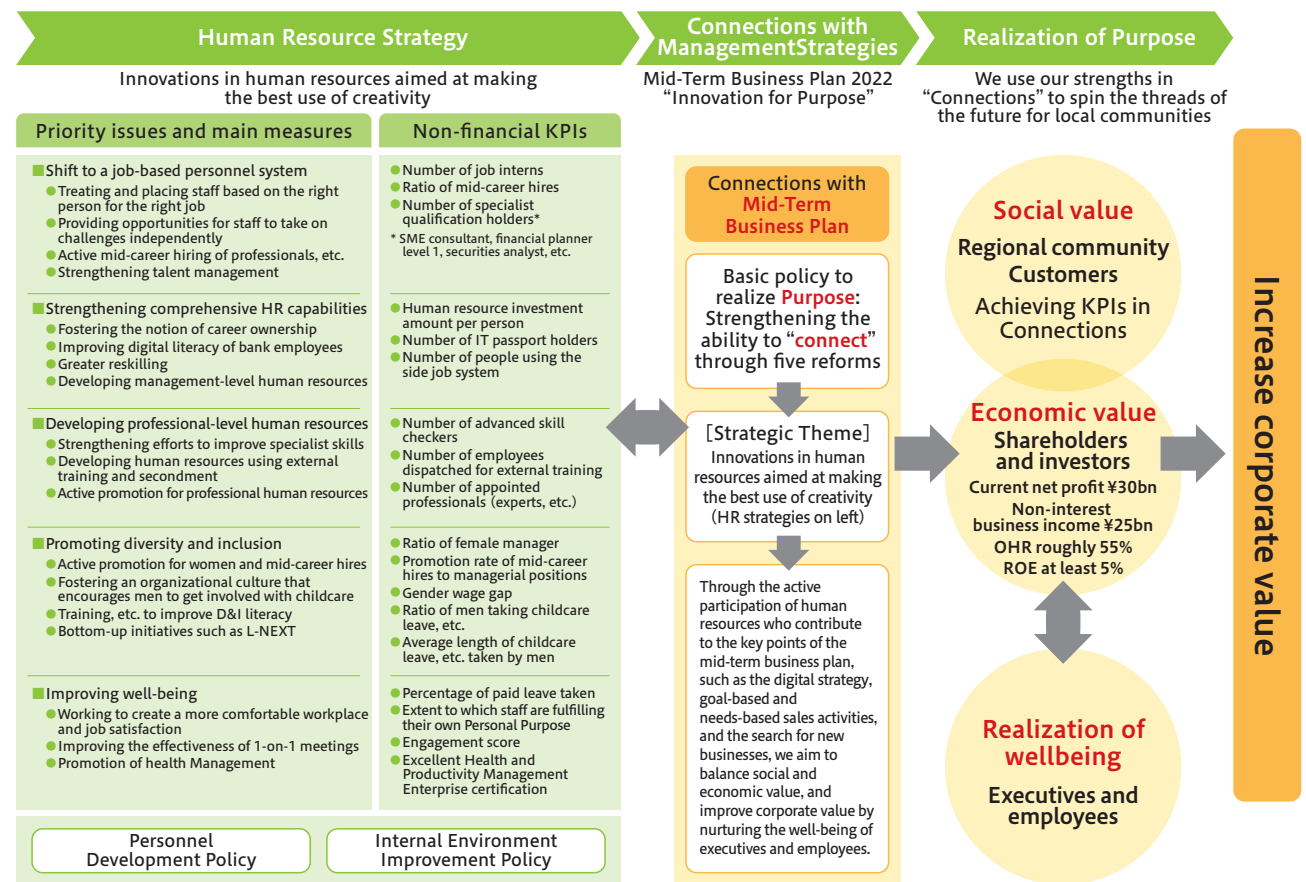 Human Resource Strategy
Innovations in human resources aimed at making
the best use of creativity
Priority issues and main measures
■Shift to a job-based personnel system
●Treating and placing staff based on the right
person for the right job
●Providing opportunities for staff to take on
challenges independently
●Active mid-career hiring of professionals, etc.
●Strengthening talent management
■Strengthening comprehensive HR capabilities
●Fostering the notion of career ownership
●Improving digital literacy of bank employees
●Greater reskilling
●Developing management-level human resources
■Developing professional-level human resources
●Strengthening efforts to improve specialist skills
●Developing human resources using external
training and secondment
●Active promotion for professional human resources
■Promoting diversity and inclusion
●Active promotion for women and mid-career hires
●Fostering an organizational culture that
encourages men to get involved with childcare
●Training, etc. to improve D&I literacy
●Bottom-up initiatives such as L-NEXT
■Improving well-being
●Working to create a more comfortable workplace
and job satisfaction
●Improving the effectiveness of 1-on-1 meetings
●Promotion of health Management
Non-financial KPIs
●Number of job interns
●Ratio of mid-career hires
●Number of specialist
qualification holders*
* SME consultant, financial planner
level 1, securities analyst, etc.
●Human resource investment
amount per person
●Number of IT passport holders
●Number of people using the
side job system
●Number of advanced skill
checkers
●Number of employees
dispatched for external training
●Number of appointed
professionals (experts, etc.)
●Ratio of female manager
●Promotion rate of mid-career
hires to managerial positions
●Gender wage gap
●Ratio of men taking childcare
leave, etc.
●Average length of childcare
leave, etc. taken by men
●Percentage of paid leave taken
●Extent to which staff are fulfilling
their own Personal Purpose
●Engagement score
●Excellent Health and
Productivity Management
Enterprise certification
Personnel
Development Policy
Internal Environment
Improvement Policy
Connections with
ManagementStrategies
Mid-Term Business Plan 2022
“Innovation for Purpose”
Connections with
Mid-Term
Business Plan
Basic policy to
realize Purpose:
Strengthening the
ability to “connect”
through five reforms
［Strategic Theme］
Innovations in human
resources aimed at making
the best use of creativity
(HR strategies on left)
Through the active
participation of human
resources who contribute
to the key points of the
mid-term business plan,
such as the digital strategy,
goal-based and
needs-based sales activities,
and the search for new
businesses, we aim to
balance social and
economic value, and
improve corporate value by
nurturing the well-being of
executives and employees.
Realization of Purpose
We use our strengths in
“Connections” to spin the threads of
the future for local communities
Social value
Regional community
Customers
Achieving KPIs in
Connections
Economic value
Shareholders
and investors
Current net profit ¥30bn
Non-interest
business income ¥25bn
OHR roughly 55%
ROE at least 5%
Realization of
wellbeing
Executives and
employees
Increase corporate value